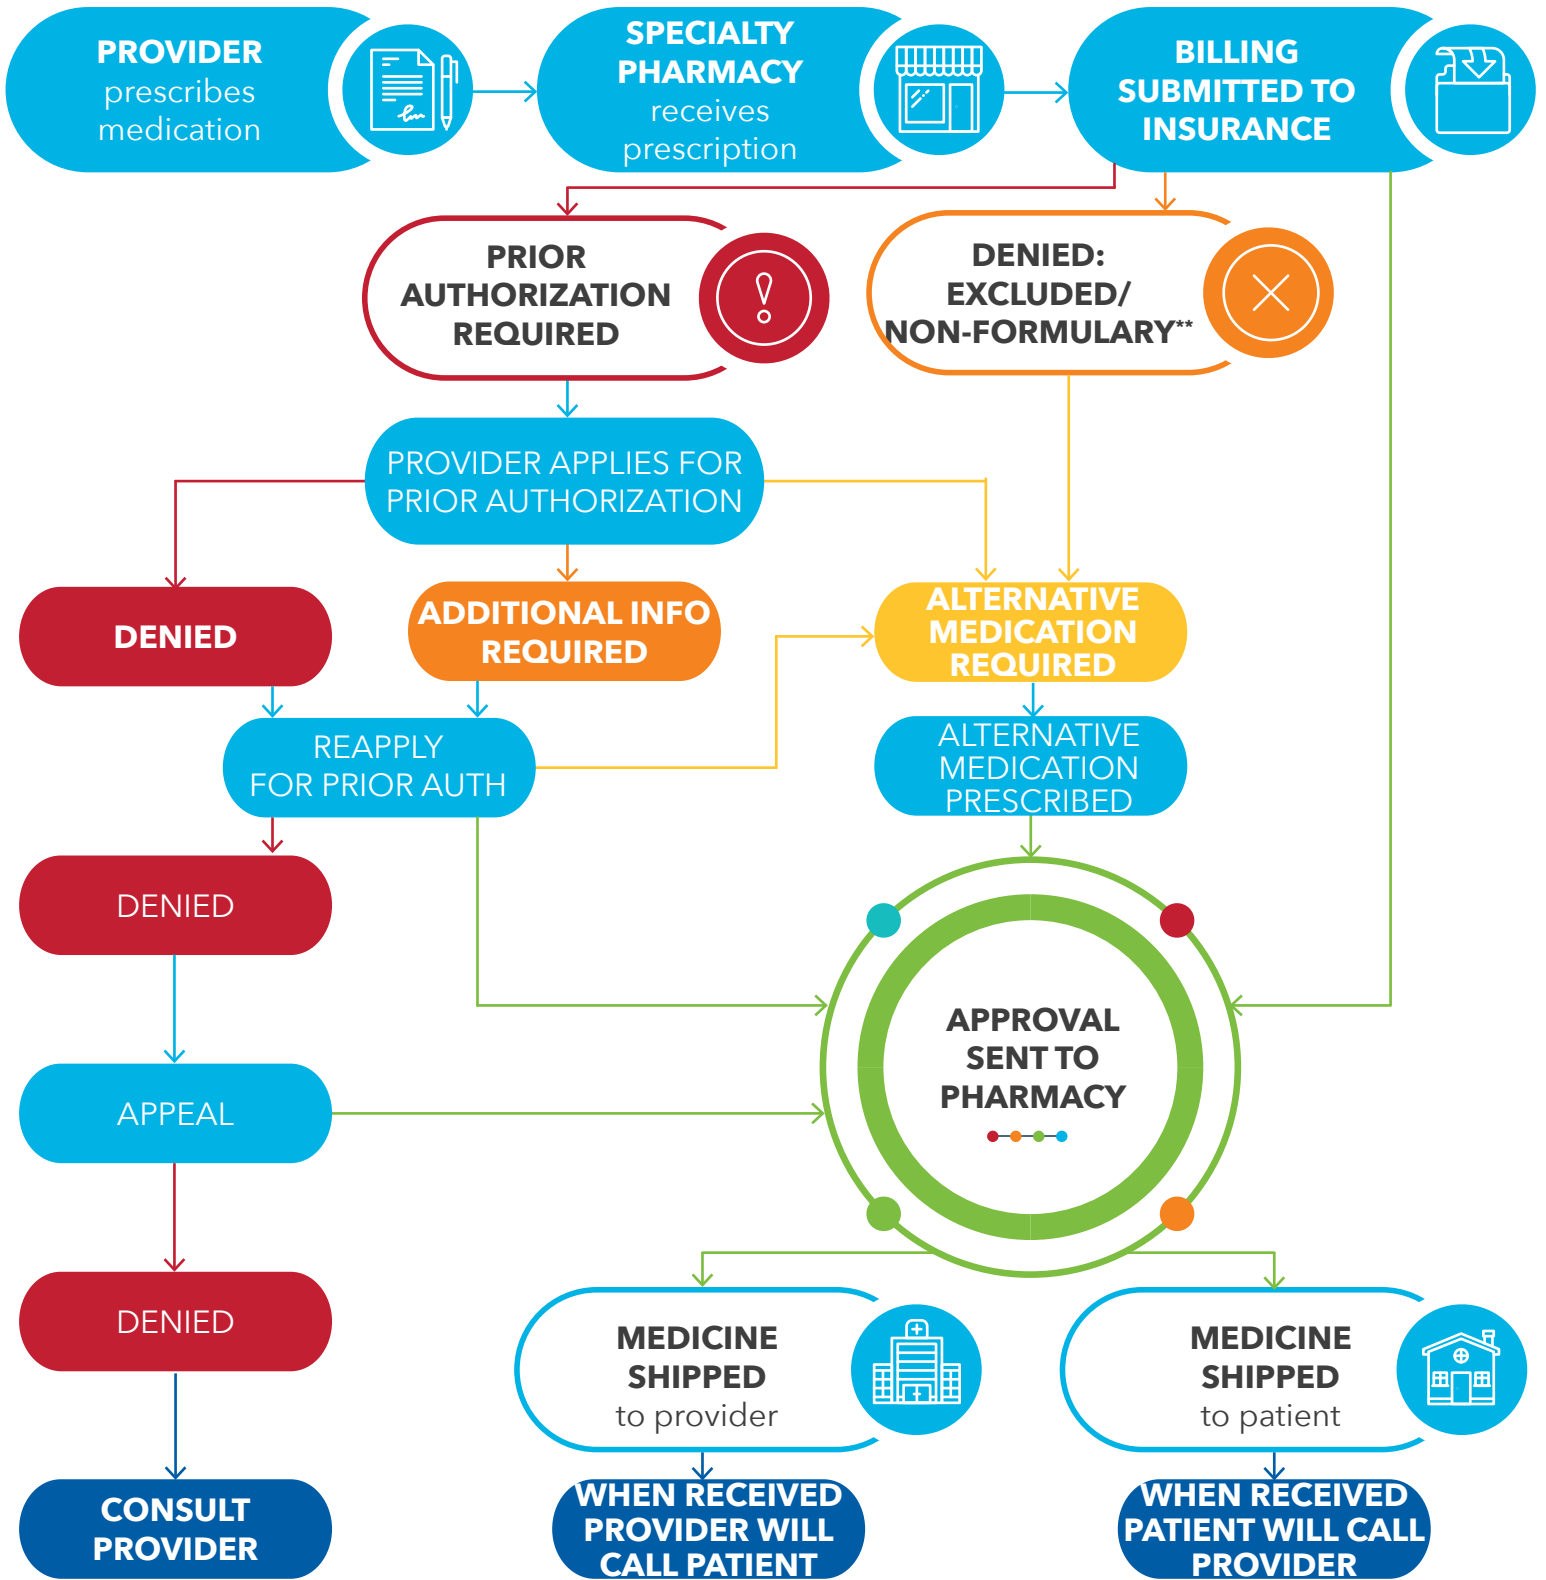 PROVIDER
prescribes
medication
SPECIALTY
PHARMACY
receives
prescription
BILLING
SUBMITTED TO
INSURANCE
PRIOR
AUTHORIZATION
REQUIRED
DENIED:
EXCLUDED/
NON-FORMULARY**
PROVIDER APPLIES FOR
PRIOR AUTHORIZATION
DENIED
ADDITIONAL INFO
REQUIRED
ALTERNATIVE
MEDICATION
REQUIRED
REAPPLY
FOR PRIOR AUTH
ALTERNATIVE
MEDICATION
PRESCRIBED
DENIED
APPROVAL
SENT TO
PHARMACY
APPEAL
DENIED
MEDICINE
SHIPPED
to provider
MEDICINE
SHIPPED
to patient
CONSULT
PROVIDER
WHEN RECEIVED
PROVIDER WILL
CALL PATIENT
WHEN RECEIVED
PATIENT WILL CALL
PROVIDER